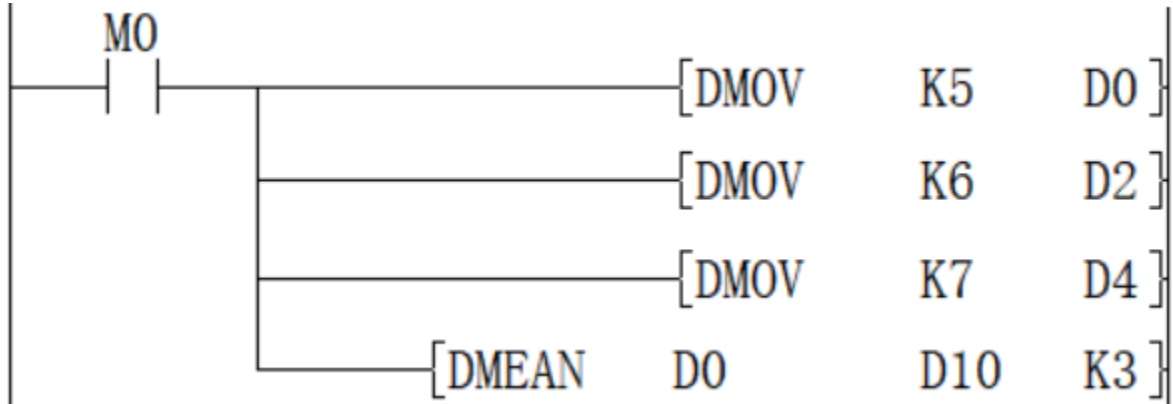 M0
[DMOV K5 D0]
[DMOV K6 D2]
[DMOV K7 D4]
[DMEAN D0 D10 K3]